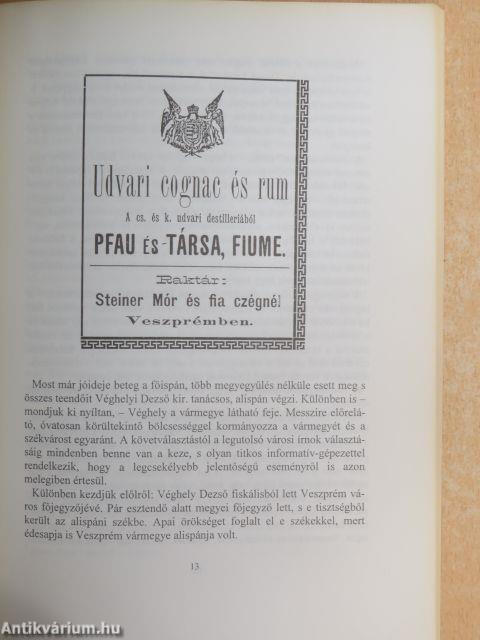 Udvari cognac és rum
A cs. és k. udvari destilleriából
PFAU ÉS TÁRSA, FIUME.
Raktár:
Steiner Mór és fia czégnél
Veszprémben.
Most már jóideje beteg a főispán, több megyegyűlés nélküle esett meg s
összes teendőit Véghelyi Dezső kir. tanácsos, alispán végzi. Különben is –
mondjuk ki nyíltan, – Véghely a vármegye látható feje. Messzire előrelá-
tó, óvatosan körültekintő bölcsességgel kormányozza a vármegyét és a
székvárost egyaránt. A követválasztástól a legutolsó városi írnok választá-
sáig mindenben benne van a keze, s olyan titkos informatív-gépezettel
rendelkezik, hogy a legcsekélyebb jelentőségű eseményről is azon
melegiben értesül.
Különben kezdjük elölről: Véghely Dezső fiskálisból lett Veszprém vá-
ros főjegyzőjévé. Pár esztendő alatt megyei főjegyző lett, s e tisztségből
került az alispáni székbe. Apai örökséget foglalt el e székekkel, mert
édesapja is Veszprém vármegye alispánja volt.
13
Antikvárium.hu